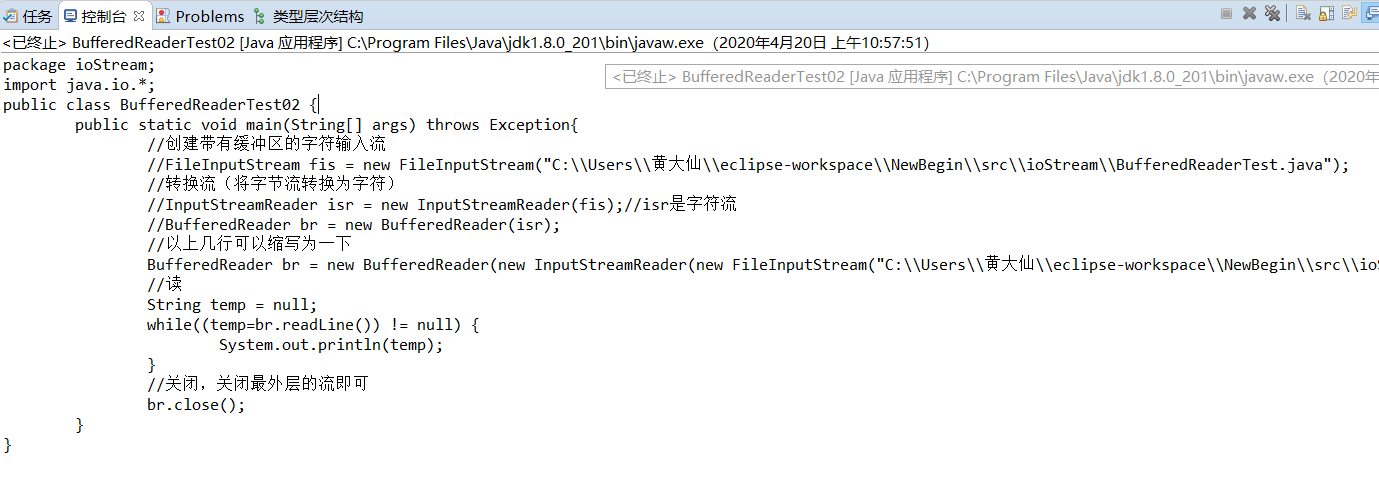 任务 控制台 Problems 类型层次结构
<已终止> BufferedReaderTest02 [Java 应用程序] C:\Program Files\Java\jdk1.8.0_201\bin\javaw.exe（2020年4月20日 上午10:57:51）
package ioStream;
<已终止> BufferedReaderTest02 [Java 应用程序] C:\Program Files\Java\jdk1.8.0_201\bin\javaw.exe（2020年
import java.io.*;
public class BufferedReaderTest02 {
public static void main(String[] args) throws Exception{
//创建带有缓冲区的字符输入流
//FileInputStream fis = new FileInputStream("C:\\Users\\黄大仙\\eclipse-workspace\\NewBegin\\src\\ioStream\\BufferedReaderTest.java");
//转换流（将字节流转换为字符）
//InputStreamReader isr = new InputStreamReader(fis);//isr是字符流
//BufferedReader br = new BufferedReader(isr);
//以上几行可以缩写为一下
BufferedReader br = new BufferedReader(new InputStreamReader(new FileInputStream("C:\\Users\\黄大仙\\eclipse-workspace\\NewBegin\\src\\ioS
//读
String temp = null;
while((temp=br.readLine()) != null) {
System.out.println(temp);
}
//关闭，关闭最外层的流即可
br.close();
}
}